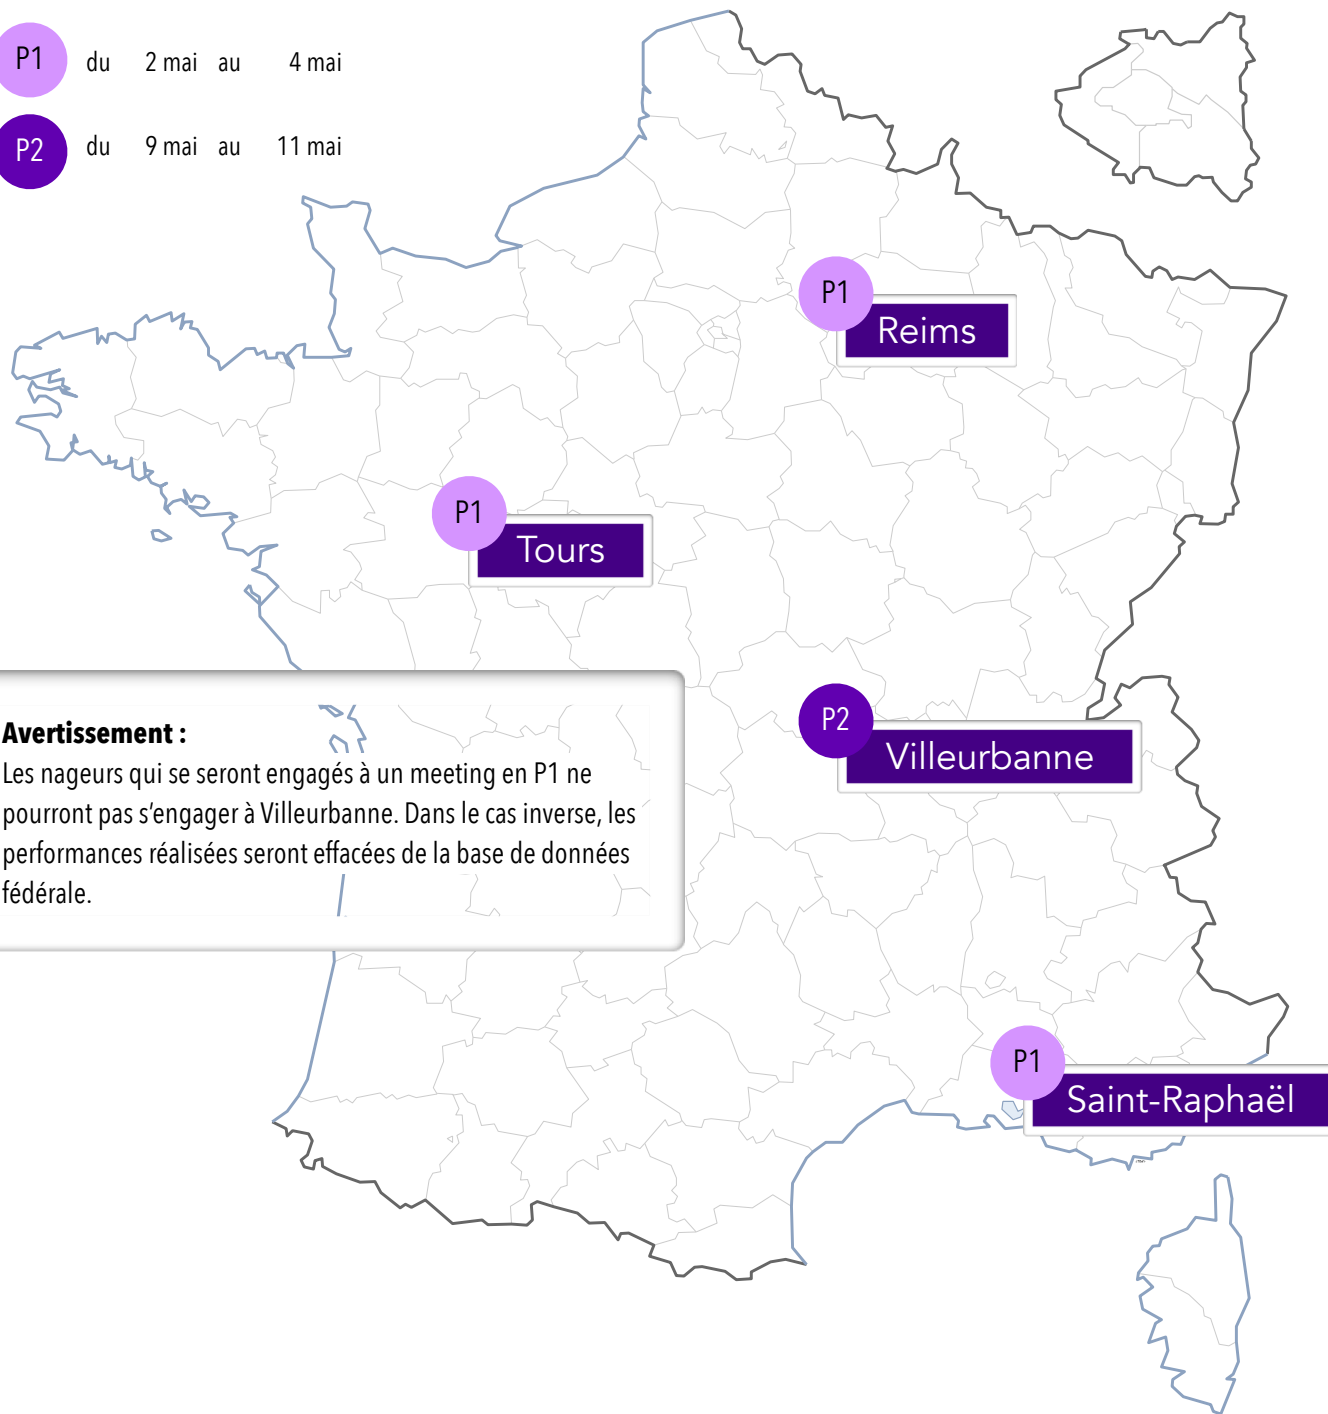 P1 du 2 mai au 4 mai
P2 du 9 mai au 11 mai
P1
Reims
P1
Tours
P2
Villeurbanne
Avertissement :
Les nageurs qui se seront engagés à un meeting en P1 ne
pourront pas s’engager à Villeurbanne. Dans le cas inverse, les
performances réalisées seront effacées de la base de données
fédérale.
P1
Saint-Raphaël